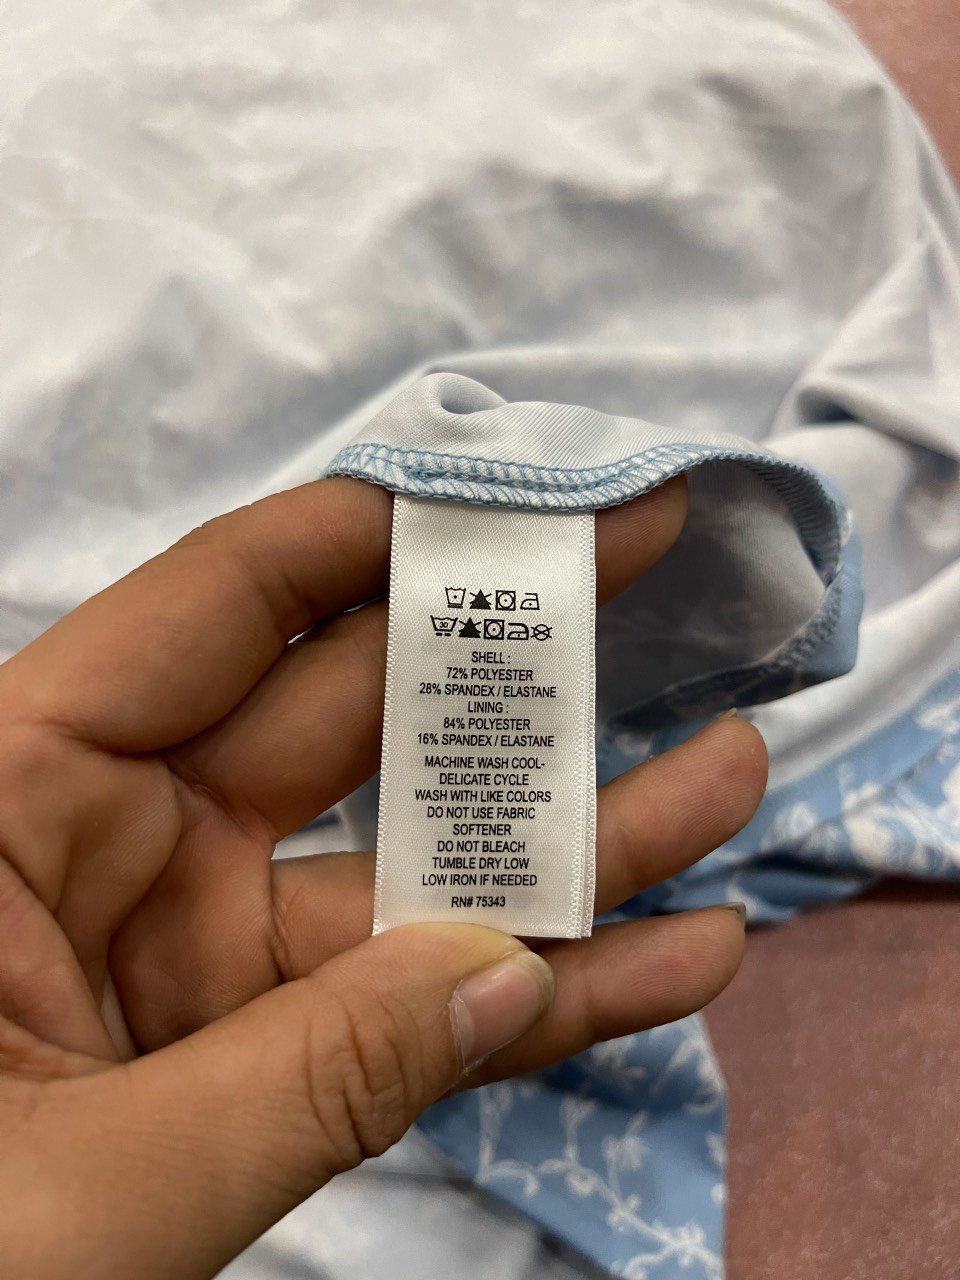 30
SHELL :
72% POLYESTER
28% SPANDEX / ELASTANE
LINING :
84% POLYESTER
16% SPANDEX / ELASTANE
MACHINE WASH COOL-
DELICATE CYCLE
WASH WITH LIKE COLORS
DO NOT USE FABRIC
SOFTENER
DO NOT BLEACH
TUMBLE DRY LOW
LOW IRON IF NEEDED
RN# 75343